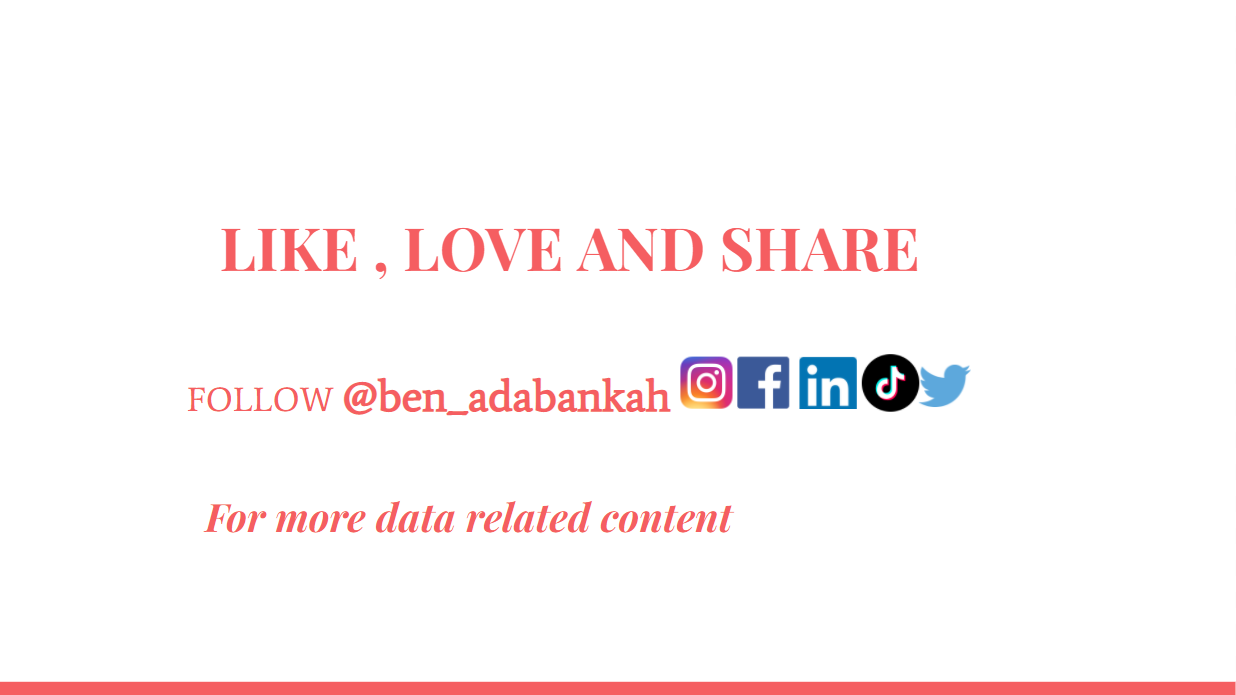 LIKE , LOVE AND SHARE
FOLLOW @ben_adabankah
For more data related content